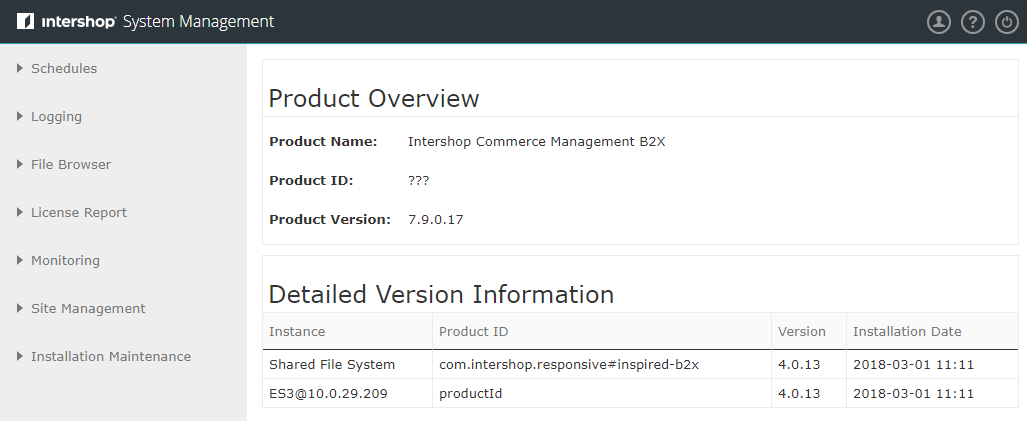 intershop System Management
Schedules
Logging
File Browser
License Report
Monitoring
Site Management
Installation Maintenance
Product Overview
Product Name: Intershop Commerce Management B2X
Product ID: ???
Product Version: 7.9.0.17
Detailed Version Information
Instance Product ID Version Installation Date
Shared File System com.intershop.responsive#inspired-b2x 4.0.13 2018-03-01 11:11
ES3@10.0.29.209 productId 4.0.13 2018-03-01 11:11